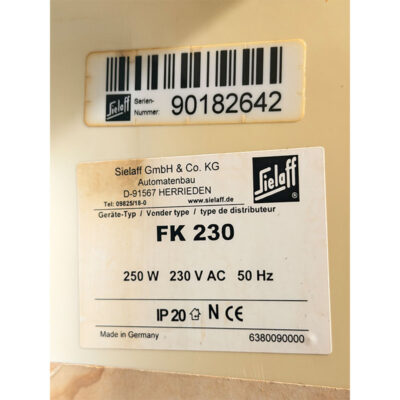 Sielaff
Serien-
Nummer:
90182642
Sielaff GmbH & Co. KG
Automatenbau
D-91567 HERRIEDEN
Tel: 09825/18-0
www.sielaff.de
Sielaff
Geräte-Typ / Vender type / type de distributeur
FK 230
250 W 230 V AC 50 Hz
IP 20 N CE
Made in Germany
6380090000